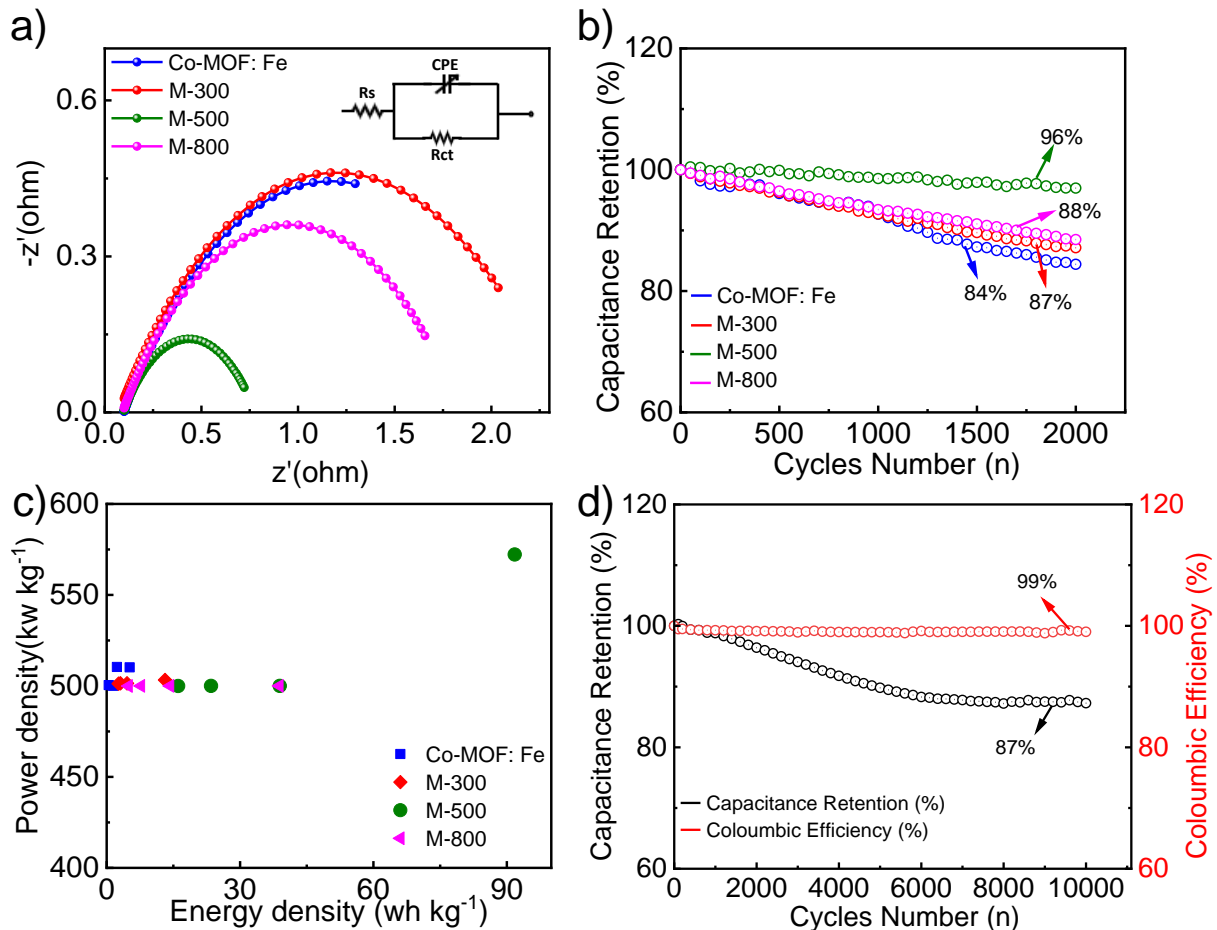 a)
Co-MOF: Fe
M-300
M-500
M-800
CPE
Rs
Rct
-z'(ohm)
0.6
0.3
0.0
0.0 0.5 1.0 1.5 2.0
z'(ohm)
b)
Capacitance Retention (%)
120
100
80
60
96%
88%
84%
87%
Co-MOF: Fe
M-300
M-500
M-800
0 500 1000 1500 2000
Cycles Number (n)
c)
Power density(kw kg⁻¹)
600
550
500
450
400
Co-MOF: Fe
M-300
M-500
M-800
0 30 60 90
Energy density (wh kg⁻¹)
d)
Capacitance Retention (%)
120
100
80
60
99%
87%
Capacitance Retention (%)
Coloumbic Efficiency (%)
0 2000 4000 6000 8000 10000
Cycles Number (n)
120
100
80
60
Coloumbic Efficiency (%)